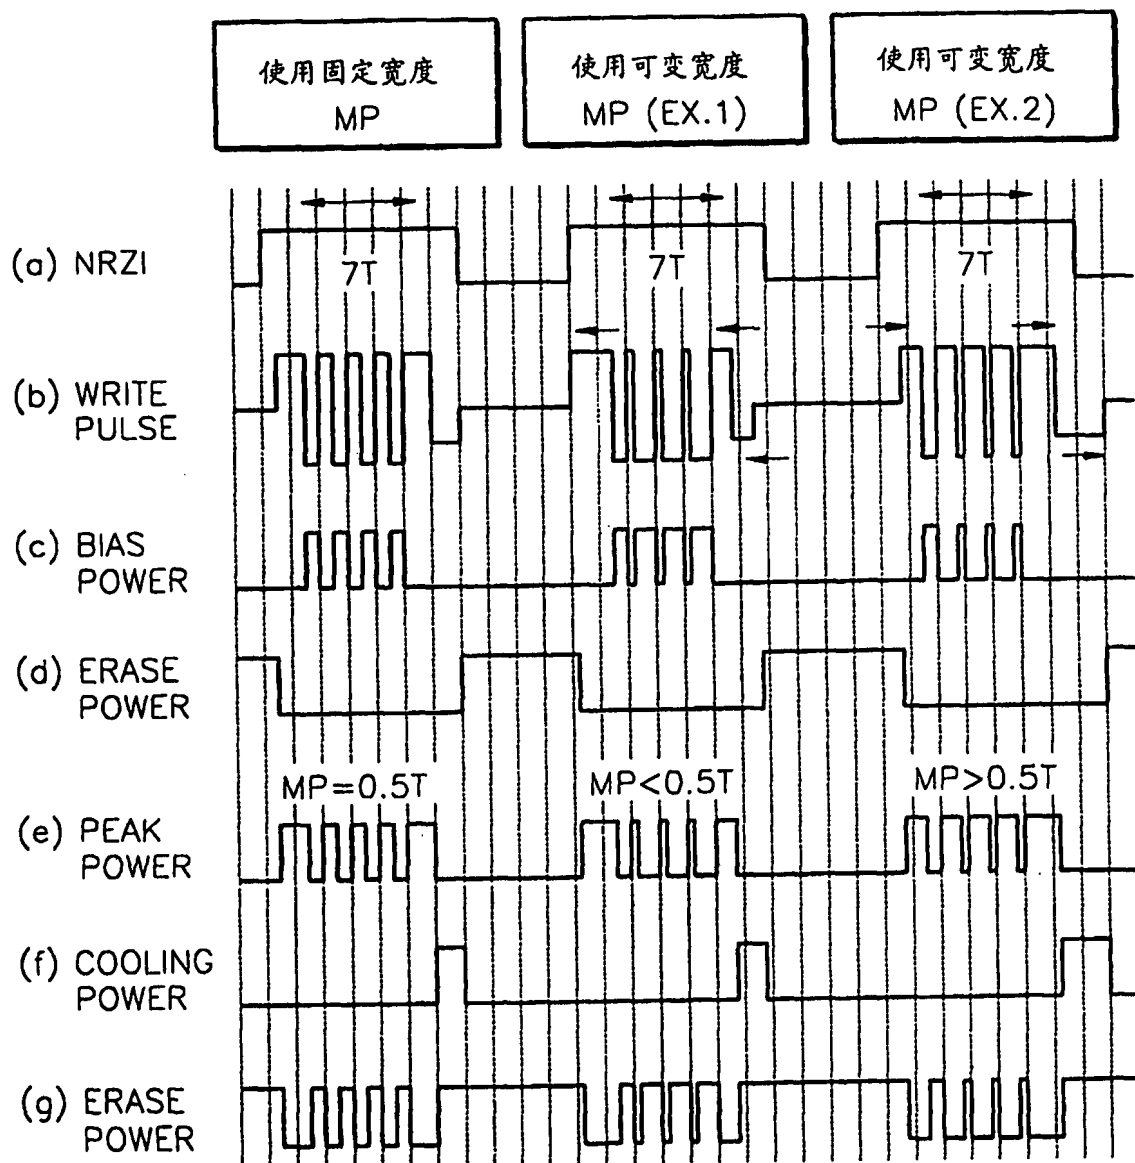 使用固定宽度
MP
使用可变宽度
MP (EX.1)
使用可变宽度
MP (EX.2)
(a) NRZI
7T
7T
7T
(b) WRITE
PULSE
(c) BIAS
POWER
(d) ERASE
POWER
MP=0.5T
MP<0.5T
MP>0.5T
(e) PEAK
POWER
(f) COOLING
POWER
(g) ERASE
POWER